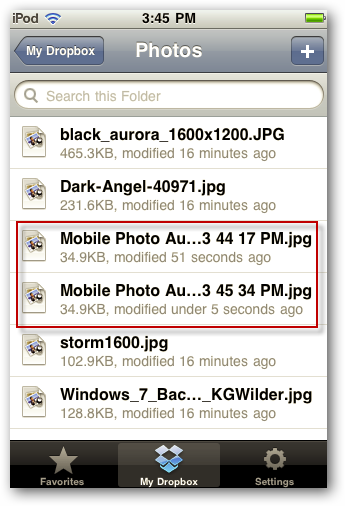 iPod 3:45 PM
My Dropbox Photos +
Search this Folder
black_aurora_1600x1200.JPG
465.3KB, modified 16 minutes ago
Dark-Angel-40971.jpg
231.6KB, modified 16 minutes ago
Mobile Photo Au...3 44 17 PM.jpg
34.9KB, modified 51 seconds ago
Mobile Photo Au...3 45 34 PM.jpg
34.9KB, modified under 5 seconds ago
storm1600.jpg
102.9KB, modified 16 minutes ago
Windows_7_Bac..._KGWilder.jpg
128.8KB, modified 16 minutes ago
Favorites My Dropbox Settings